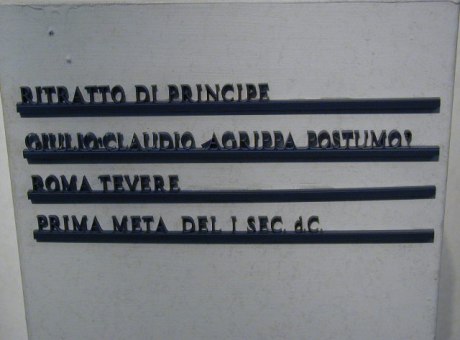 RITRATTO DI PRINCIPE
GIULIO-CLAUDIO AGRIPPA POSTUMO?
ROMA TEVERE
PRIMA META DEL I SEC. d.C.